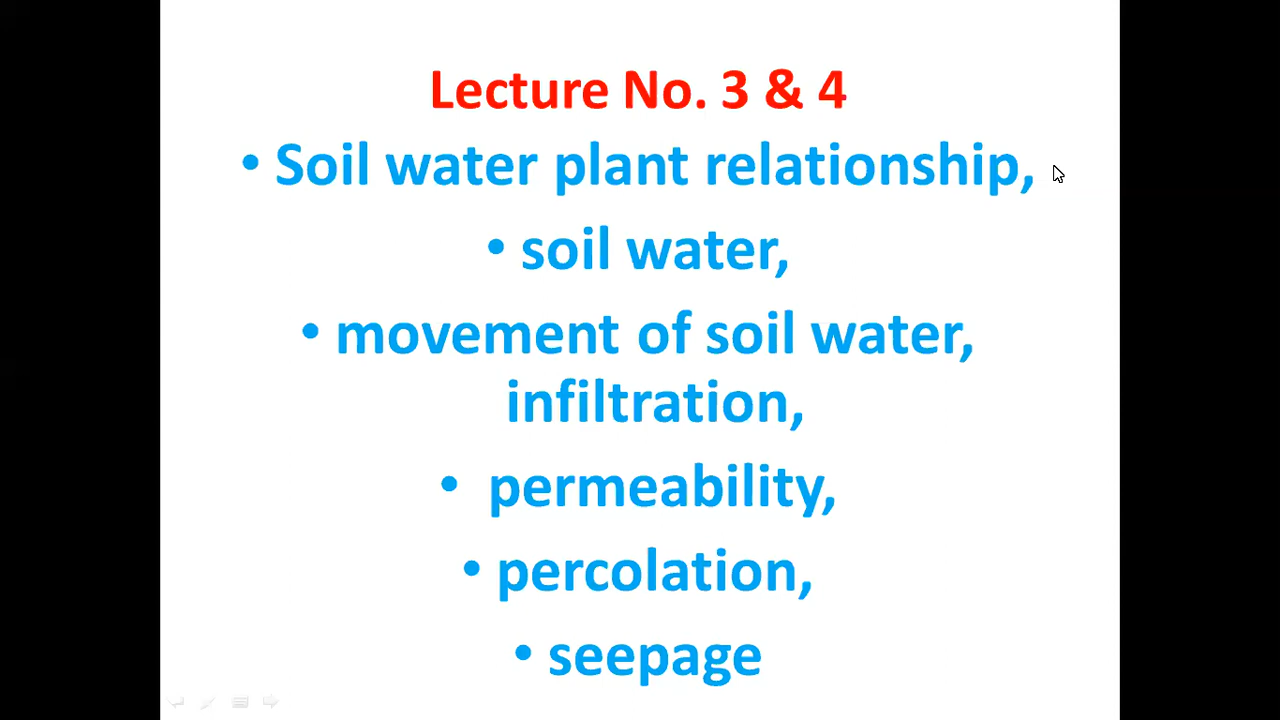 Lecture No. 3 & 4
• Soil water plant relationship,
• soil water,
• movement of soil water,
infiltration,
• permeability,
• percolation,
• seepage